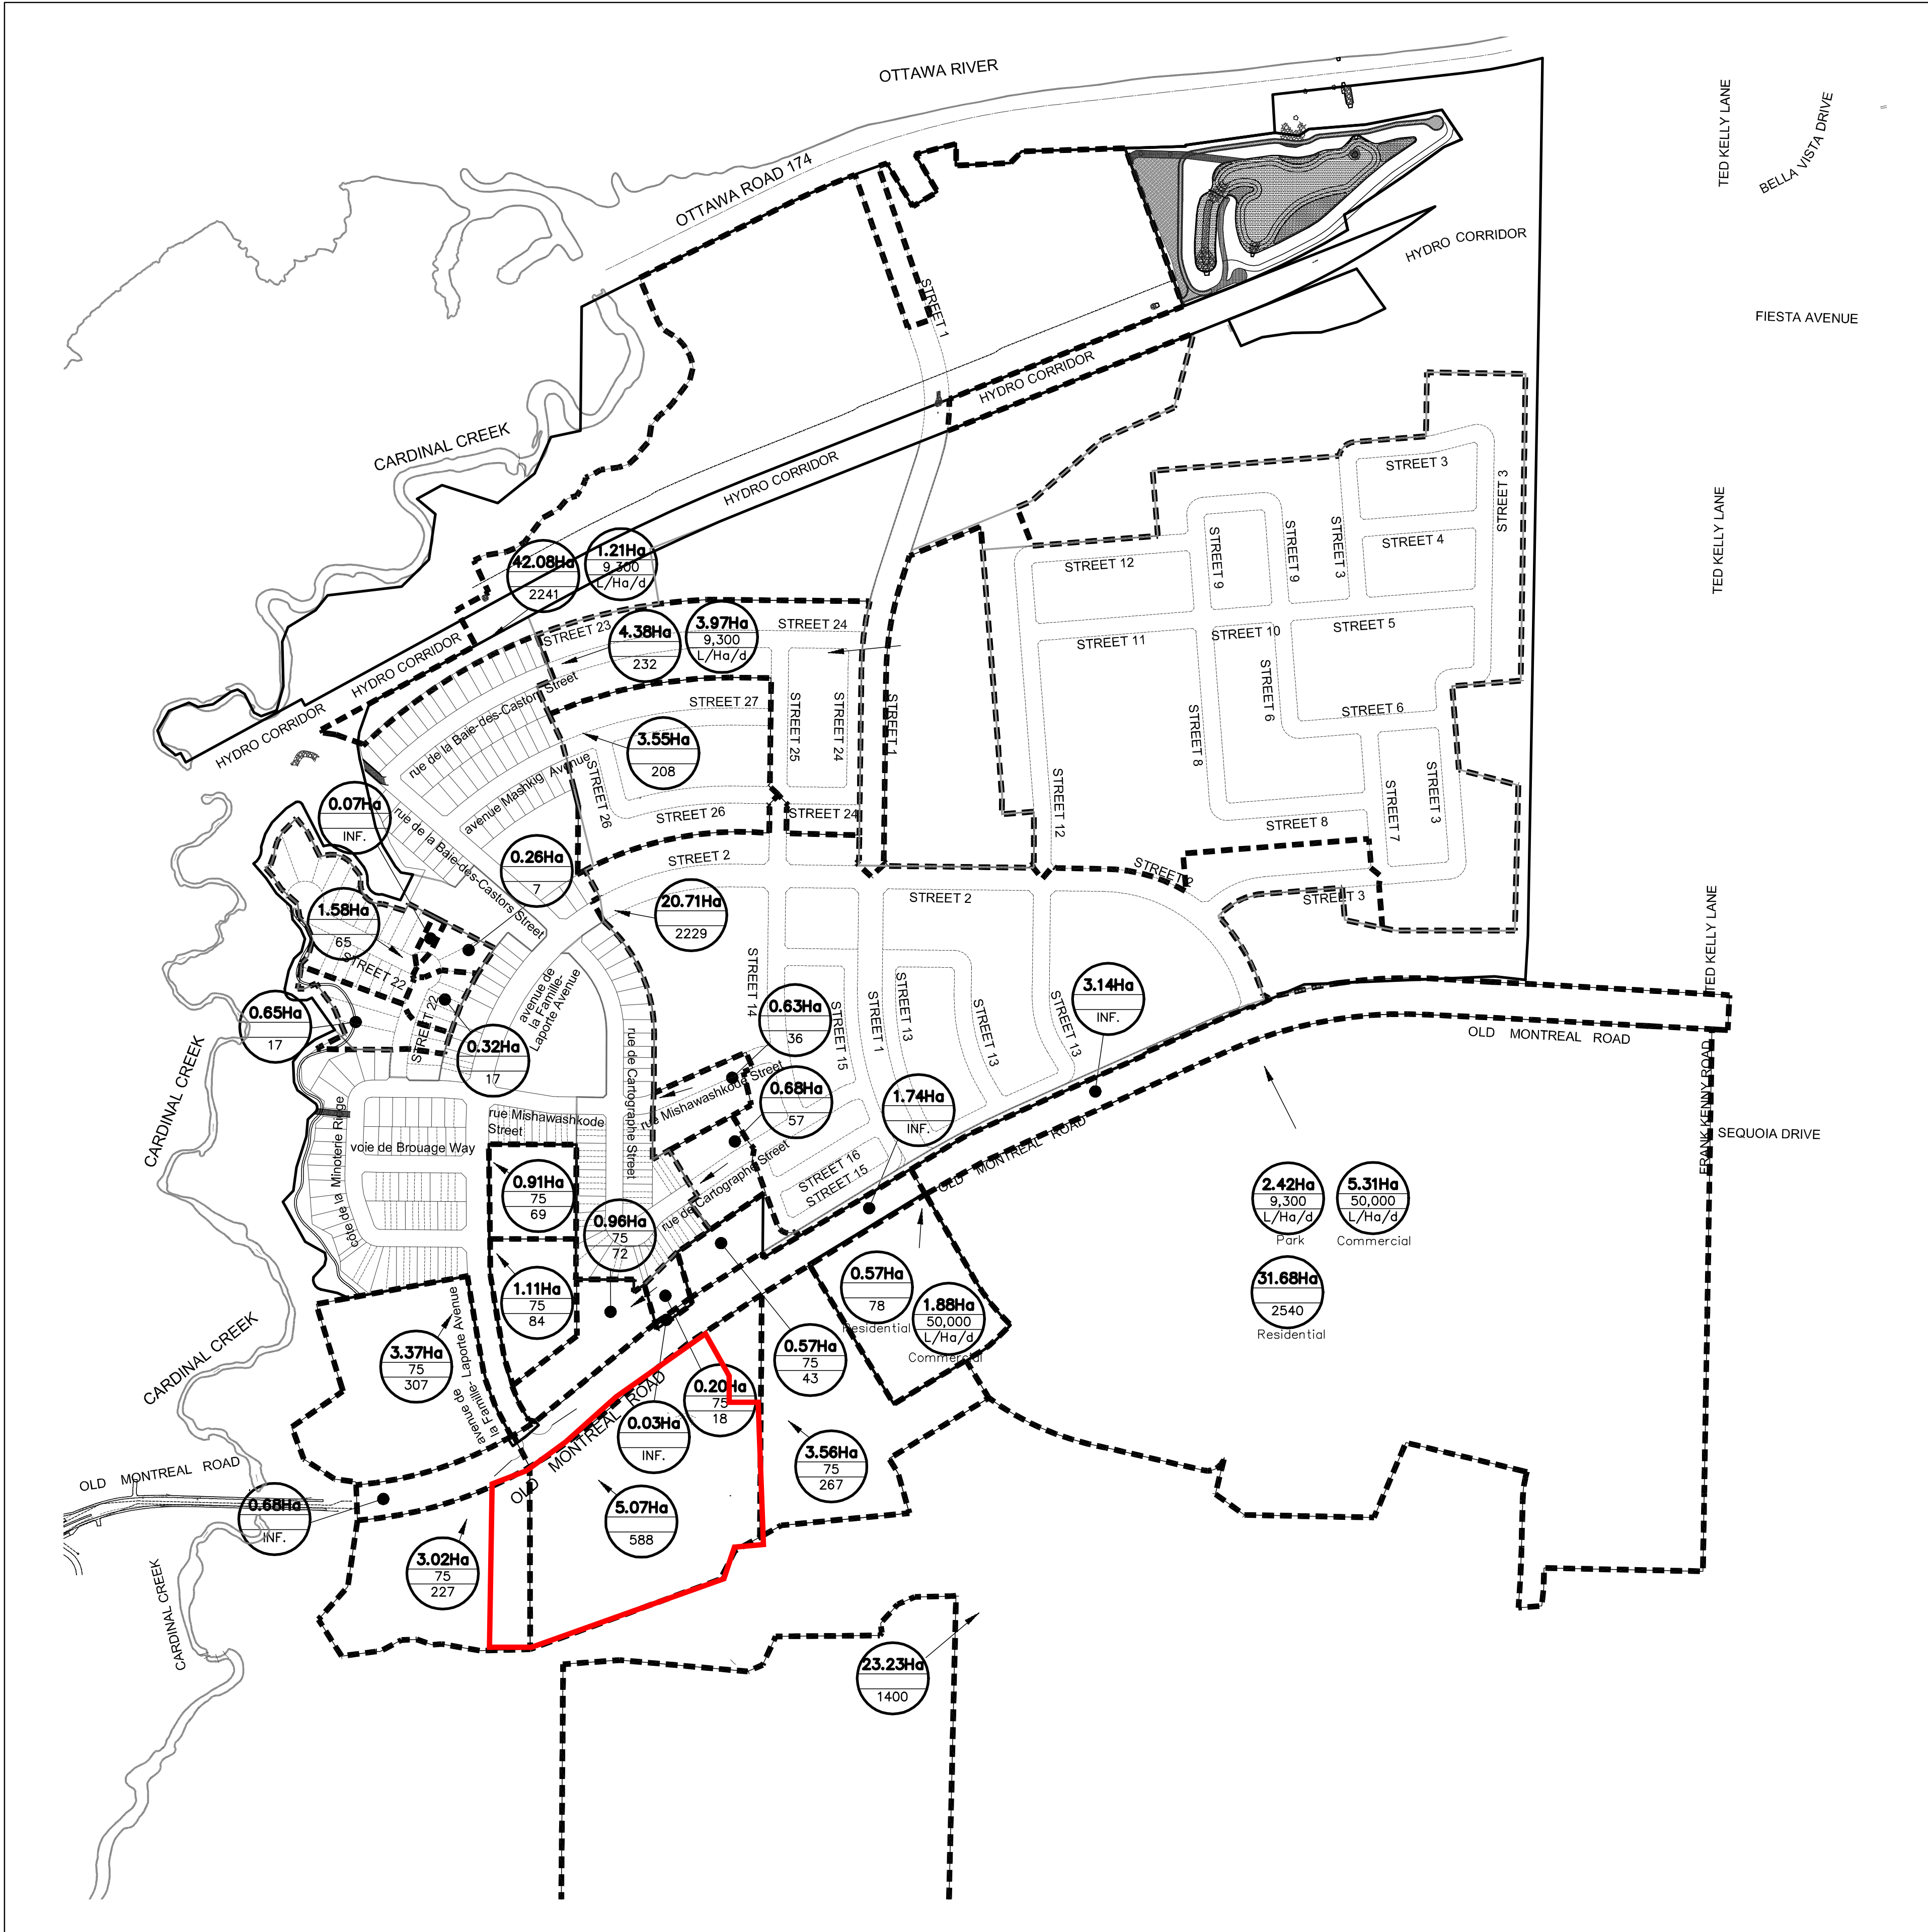 OTTAWA RIVER
TED KELLY LANE
BELLA VISTA DRIVE
OTTAWA ROAD 174
HYDRO CORRIDOR
STREET 1
FIESTA AVENUE
HYDRO CORRIDOR
CARDINAL CREEK
HYDRO CORRIDOR
STREET 3
STREET 3
STREET 3
STREET 4
STREET 9
STREET 9
TED KELLY LANE
42.08Ha
2241
1.21Ha
9,300
L/Ha/d
STREET 12
STREET 23
4.38Ha
232
3.97Ha
9,300
L/Ha/d
STREET 24
STREET 11
STREET 10
STREET 5
HYDRO CORRIDOR
HYDRO CORRIDOR
rue de la Baie-des-Castors Street
STREET 27
STREET 25
STREET 24
STREET 1
STREET 6
STREET 6
STREET 8
3.55Ha
208
avenue Mashkig Avenue
STREET 26
STREET 26
STREET 24
STREET 12
STREET 8
STREET 7
STREET 3
0.07Ha
INF.
rue de la Baie-des-Castors Street
0.26Ha
7
STREET 2
STREET 2
STREET 2
STREET 3
20.71Ha
2229
1.58Ha
65
STREET 22
STREET 22
avenue de
la Famille-
Laporte Avenue
STREET 14
STREET 15
STREET 1
STREET 13
STREET 13
STREET 13
TED KELLY LANE
0.65Ha
17
0.32Ha
17
0.63Ha
36
3.14Ha
INF.
OLD MONTREAL ROAD
CARDINAL CREEK
rue de Cartographe Street
rue Mishawashkode Street
0.68Ha
57
1.74Ha
INF.
FRANK KENNY ROAD
SEQUOIA DRIVE
côte de la Minoterie Ridge
voie de Brouage Way
rue Mishawashkode
Street
rue de Cartographe Street
STREET 16
STREET 15
OLD MONTREAL ROAD
0.91Ha
75
69
0.96Ha
75
72
2.42Ha
9,300
L/Ha/d
Park
5.31Ha
50,000
L/Ha/d
Commercial
31.68Ha
2540
Residential
1.11Ha
75
84
0.57Ha
78
Residential
1.88Ha
50,000
L/Ha/d
Commercial
CARDINAL CREEK
3.37Ha
75
307
avenue de
la Famille- Laporte Avenue
0.57Ha
75
43
0.20Ha
75
18
0.03Ha
INF.
OLD MONTREAL ROAD
3.56Ha
75
267
OLD MONTREAL ROAD
0.68Ha
INF.
5.07Ha
588
3.02Ha
75
227
CARDINAL CREEK
23.23Ha
1400